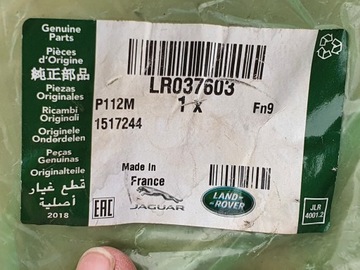 Genuine
Parts
Pièces
d'Origine
純正部品
Piezas
Originales
Ricambi
Originali
Originele
Onderdelen
Peças
Genuinas
Originalteile
قطع غيار
أصلية
2018
LR037603
1 X
P112M
Fn9
1517244
Made In
France
EAC
JAGUAR
LAND-
ROVER
JLR
4001.2